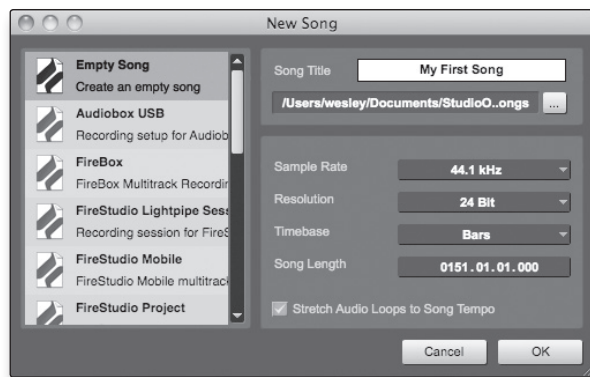 New Song
Empty Song
Create an empty song
Audiobox USB
Recording setup for Audiob
FireBox
FireBox Multitrack Recordin
FireStudio Lightpipe Sess
Recording session for FireS
FireStudio Mobile
FireStudio Mobile multitrack
FireStudio Project
Song Title
My First Song
/Users/wesley/Documents/StudioO..ongs
...
Sample Rate
44.1 kHz
Resolution
24 Bit
Timebase
Bars
Song Length
0151.01.01.000
Stretch Audio Loops to Song Tempo
Cancel
OK